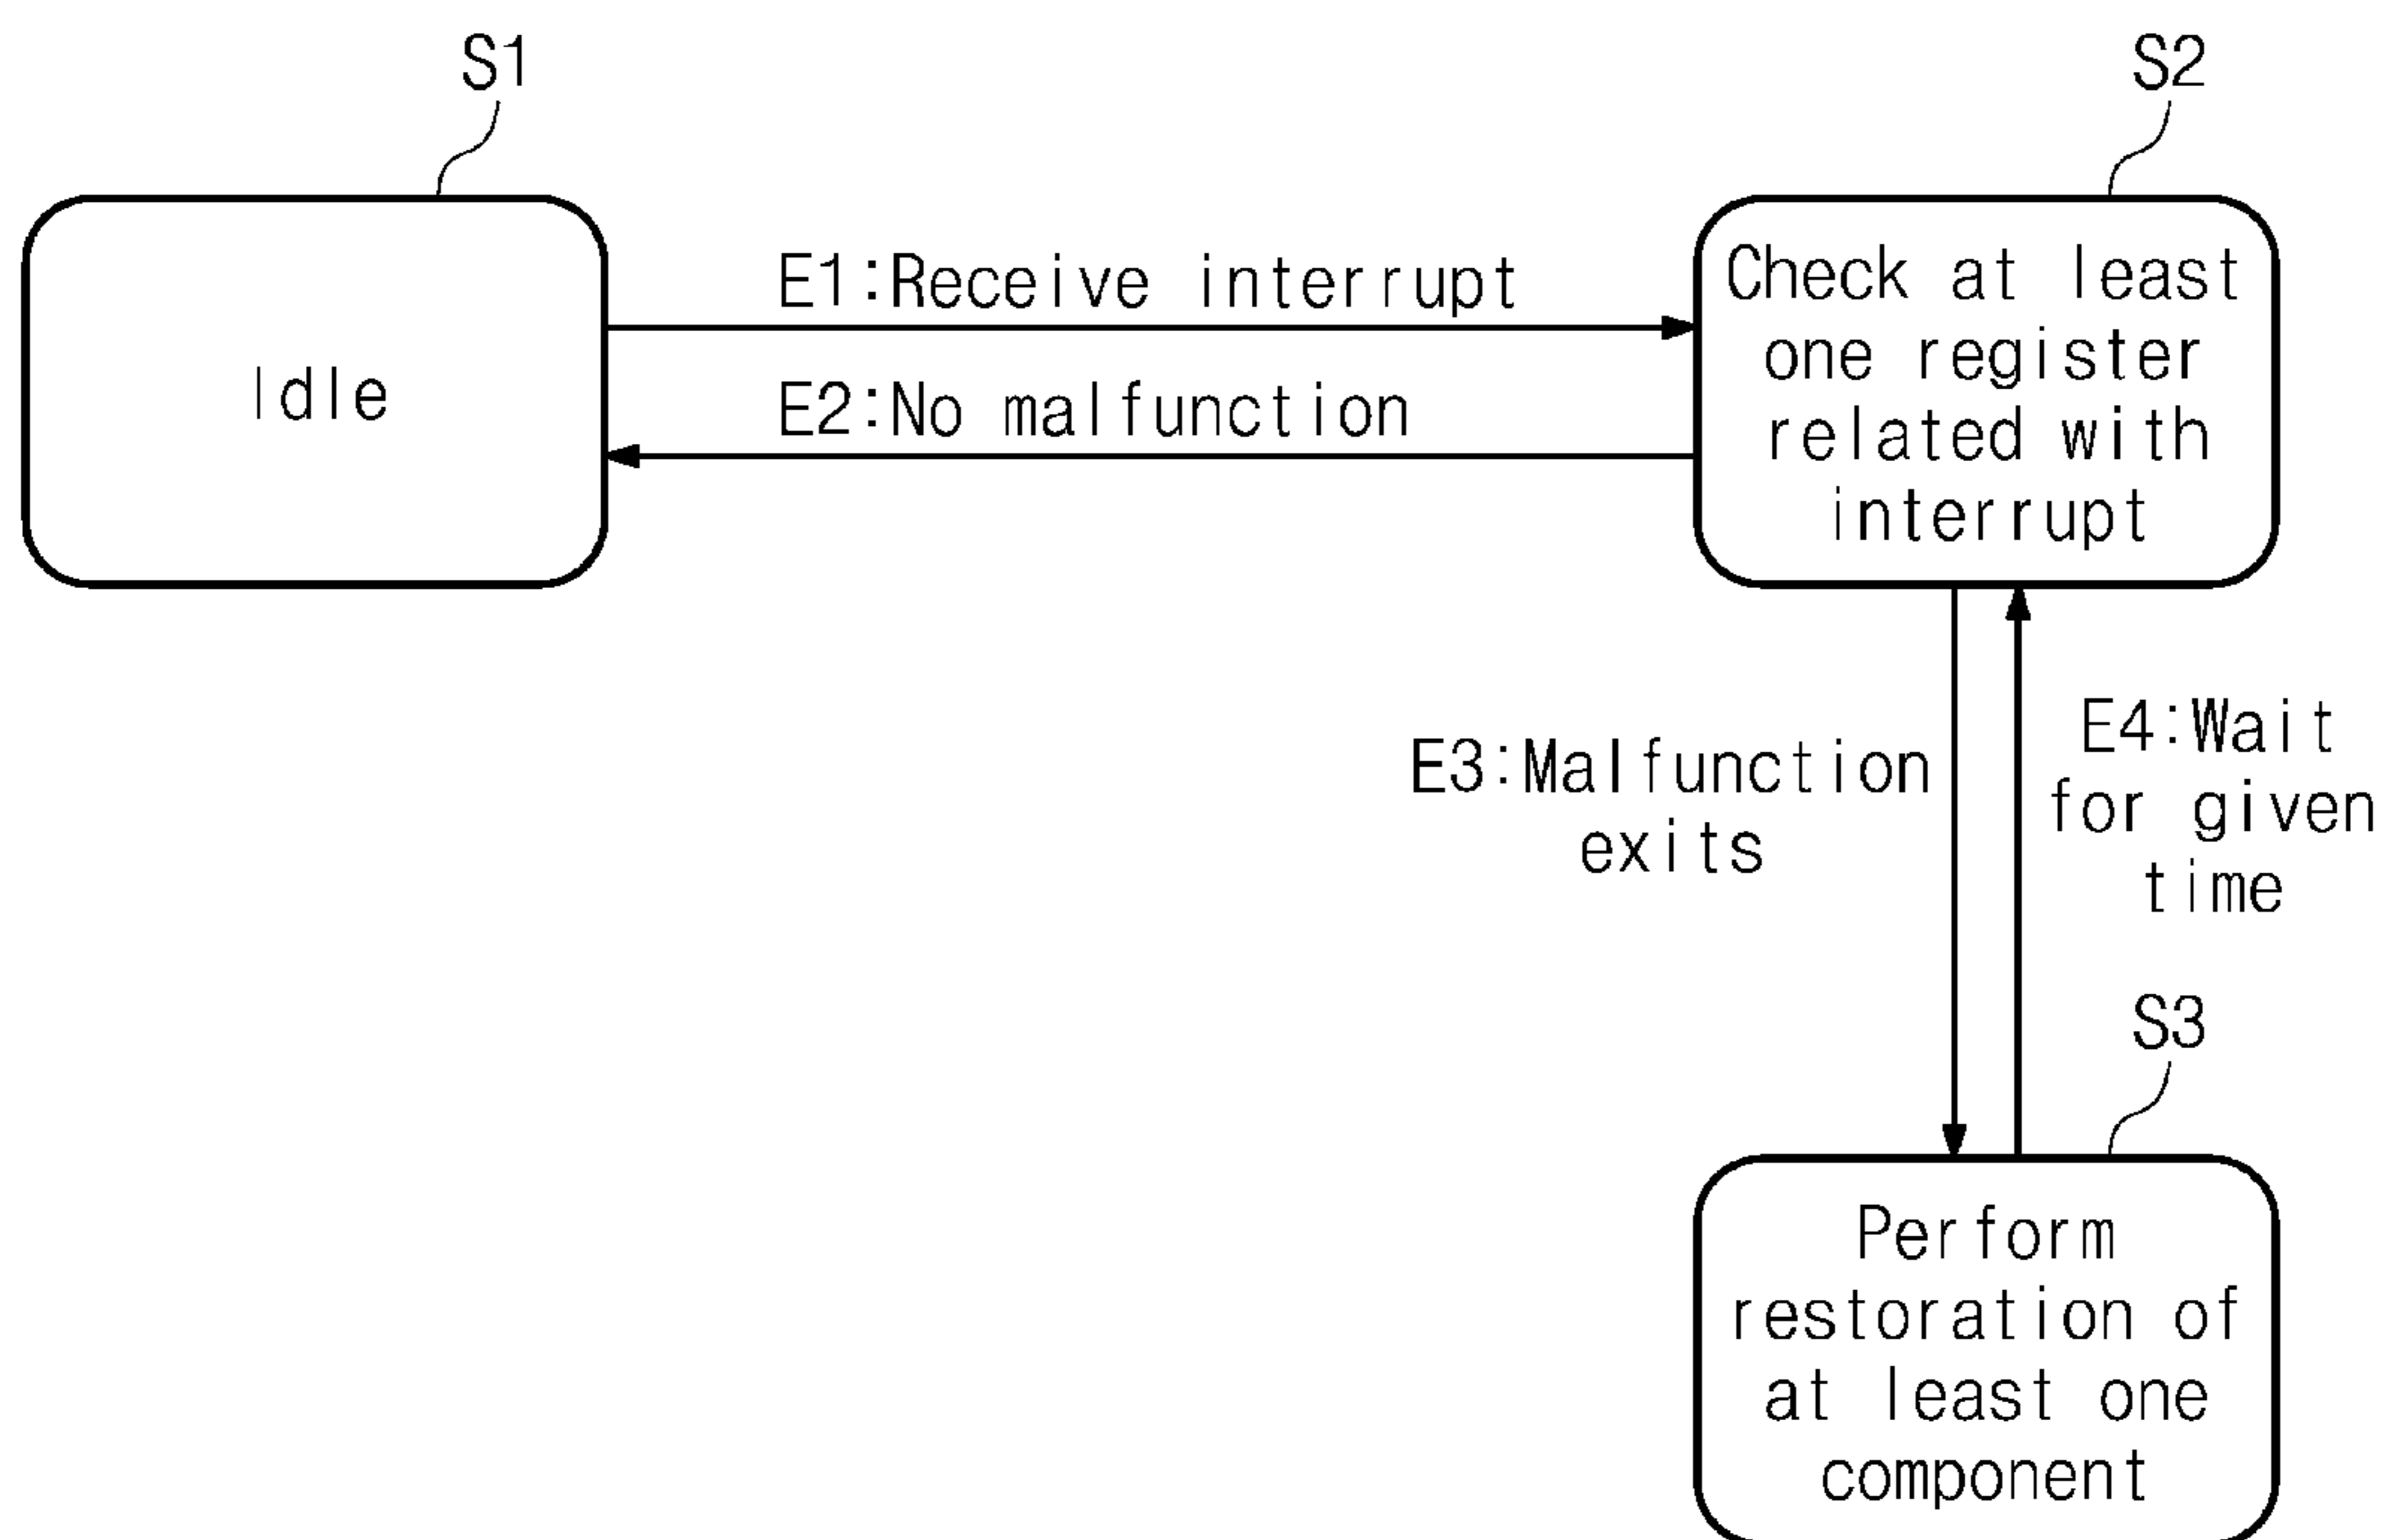 S1
S2
Idle
E1:Receive interrupt
E2:No malfunction
Check at least
one register
related with
interrupt
E3:Malfunction
exits
E4:Wait
for given
time
S3
Perform
restoration of
at least one
component